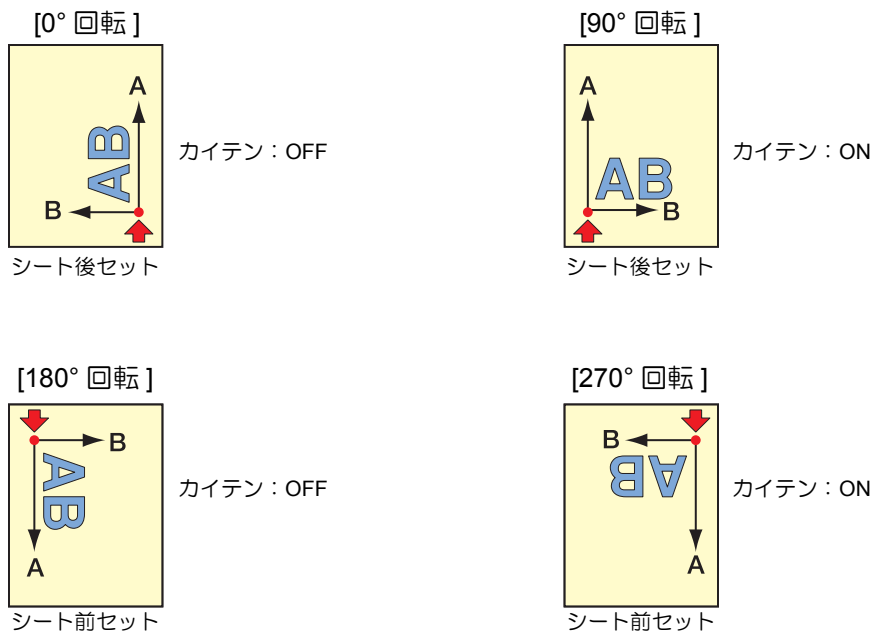 [0° 回転 ]
A
AB
B
カイテン：OFF
シート後セット
[90° 回転 ]
A
AB
B
カイテン：ON
シート後セット
[180° 回転 ]
B
AB
A
カイテン：OFF
シート前セット
[270° 回転 ]
B
AB
A
カイテン：ON
シート前セット